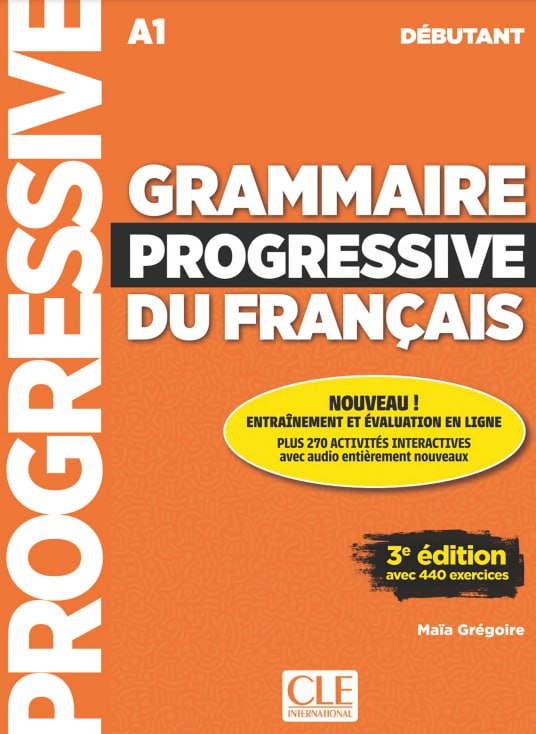 PROGRESSIVE
A1
DÉBUTANT
GRAMMAIRE
PROGRESSIVE
DU FRANÇAIS
NOUVEAU !
ENTRAÎNEMENT ET ÉVALUATION EN LIGNE
PLUS 270 ACTIVITÉS INTERACTIVES
avec audio entièrement nouveaux
3e édition
avec 440 exercices
Maïa Grégoire
CLE
INTERNATIONAL